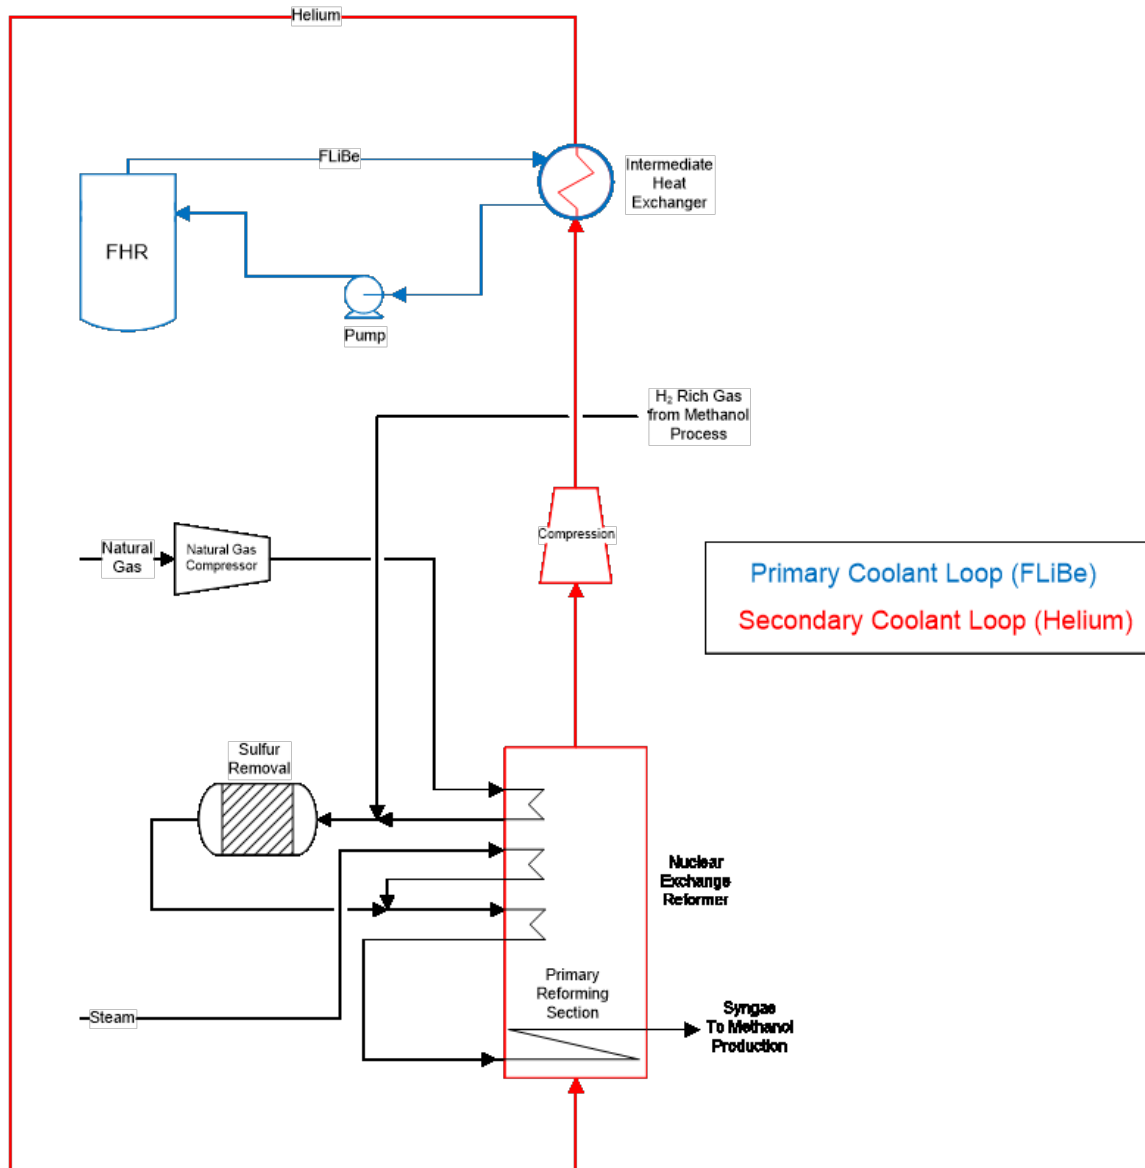 Helium
FLiBe
Intermediate
Heat
Exchanger
FHR
Pump
H₂ Rich Gas
from Methanol
Process
Natural
Gas
Natural Gas
Compressor
Compression
Primary Coolant Loop (FLiBe)
Secondary Coolant Loop (Helium)
Sulfur
Removal
Nuclear
Exchange
Reformer
Primary
Reforming
Section
Steam
Syngas
To Methanol
Production